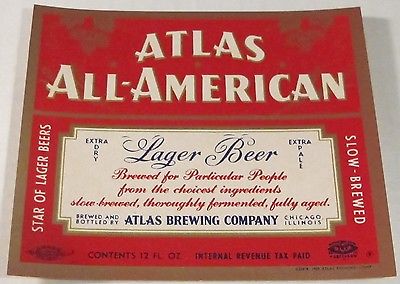 ATLAS
ALL-AMERICAN
STAR OF LAGER BEERS
EXTRA DRY
Lager Beer
EXTRA PALE
SLOW-BREWED
Brewed for Particular People
from the choicest ingredients
slow brewed, thoroughly fermented, fully aged.
BREWED AND BOTTLED BY
ATLAS BREWING COMPANY
CHICAGO ILLINOIS
CONTENTS 12 FL. OZ. INTERNAL REVENUE TAX PAID